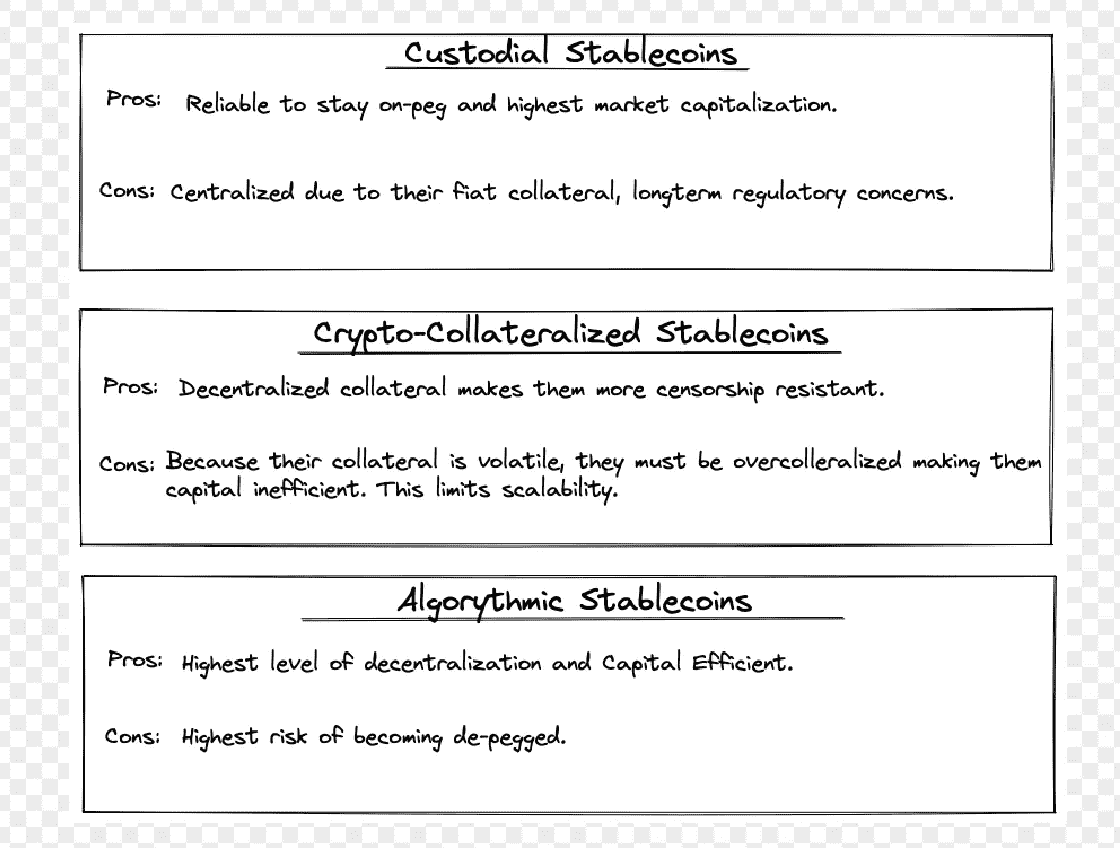 Custodial Stablecoins
Pros: Reliable to stay on-peg and highest market capitalization.
Cons: Centralized due to their fiat collateral, longterm regulatory concerns.
Crypto-Collateralized Stablecoins
Pros: Decentralized collateral makes them more censorship resistant.
Cons: Because their collateral is volatile, they must be overcolleralized making them
capital inefficient. This limits scalability.
Algorythmic Stablecoins
Pros: Highest level of decentralization and Capital Efficient.
Cons: Highest risk of becoming de-pegged.